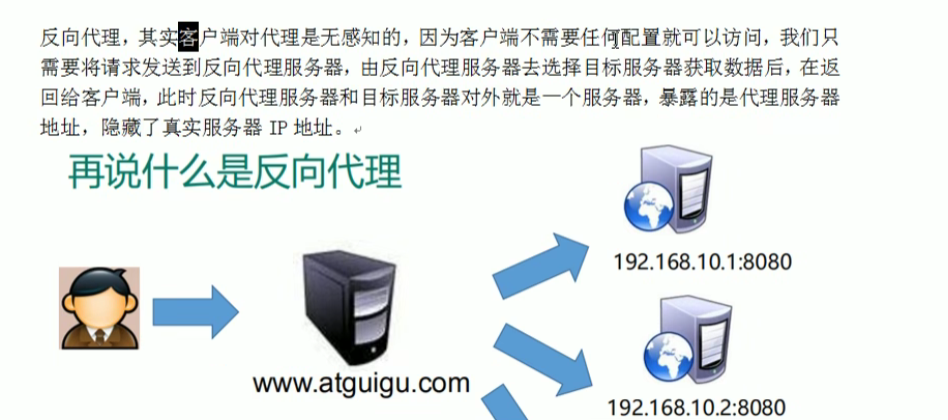 反向代理，其实客户端对代理是无感知的，因为客户端不需要任何配置就可以访问，我们只
需要将请求发送到反向代理服务器，由反向代理服务器去选择目标服务器获取数据后，在返
回给客户端，此时反向代理服务器和目标服务器对外就是一个服务器，暴露的是代理服务器
地址，隐藏了真实服务器 IP 地址。
再说什么是反向代理
192.168.10.1:8080
www.atguigu.com
192.168.10.2:8080